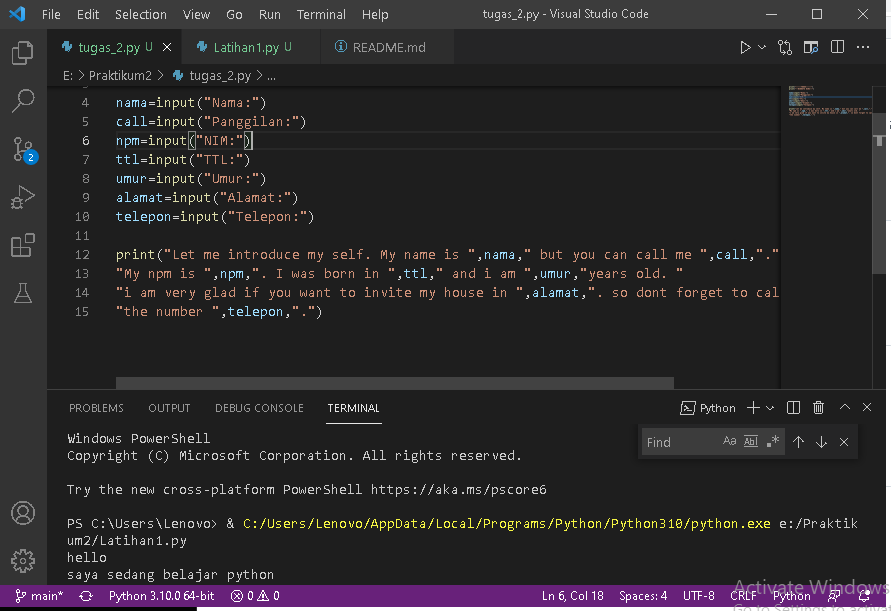 File Edit Selection View Go Run Terminal Help tugas_2.py - Visual Studio Code
tugas_2.py U Latihan1.py U README.md
E: > Praktikum2 > tugas_2.py > ...
4 nama=input("Nama:")
5 call=input("Panggilan:")
6 npm=input("NIM:")
7 ttl=input("TTL:")
8 umur=input("Umur:")
9 alamat=input("Alamat:")
10 telepon=input("Telepon:")
11
12 print("Let me introduce my self. My name is ",nama," but you can call me ",call,"."
13 "My npm is ",npm,". I was born in ",ttl," and i am ",umur,"years old. "
14 "i am very glad if you want to invite my house in ",alamat,". so dont forget to cal
15 "the number ",telepon,".")
2
PROBLEMS OUTPUT DEBUG CONSOLE TERMINAL Python
Find Aa Abl .*
Windows PowerShell
Copyright (C) Microsoft Corporation. All rights reserved.
Try the new cross-platform PowerShell https://aka.ms/pscore6
PS C:\Users\Lenovo> & C:/Users/Lenovo/AppData/Local/Programs/Python/Python310/python.exe e:/Praktik
um2/Latihan1.py
hello
saya sedang belajar python
Activate Windows
main* Python 3.10.0 64-bit 0 0 Ln 6, Col 18 Spaces: 4 UTF-8 CRLF Python
Go to Settings to activ